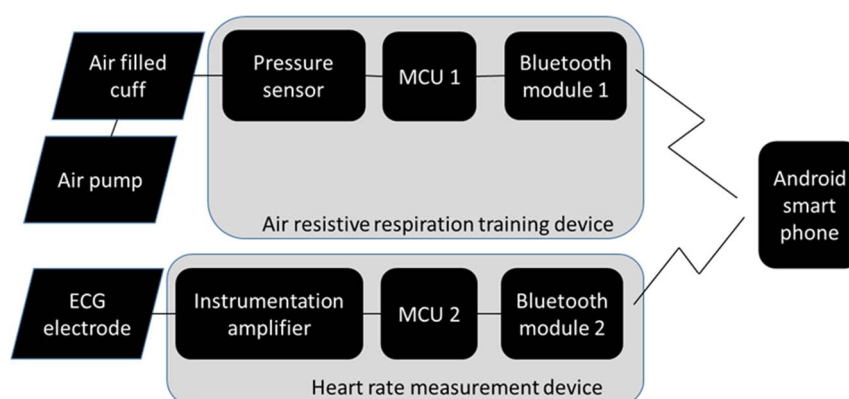 Air filled
cuff
Pressure
sensor
MCU 1
Bluetooth
module 1
Air pump
Air resistive respiration training device
Android
smart
phone
ECG
electrode
Instrumentation
amplifier
MCU 2
Bluetooth
module 2
Heart rate measurement device